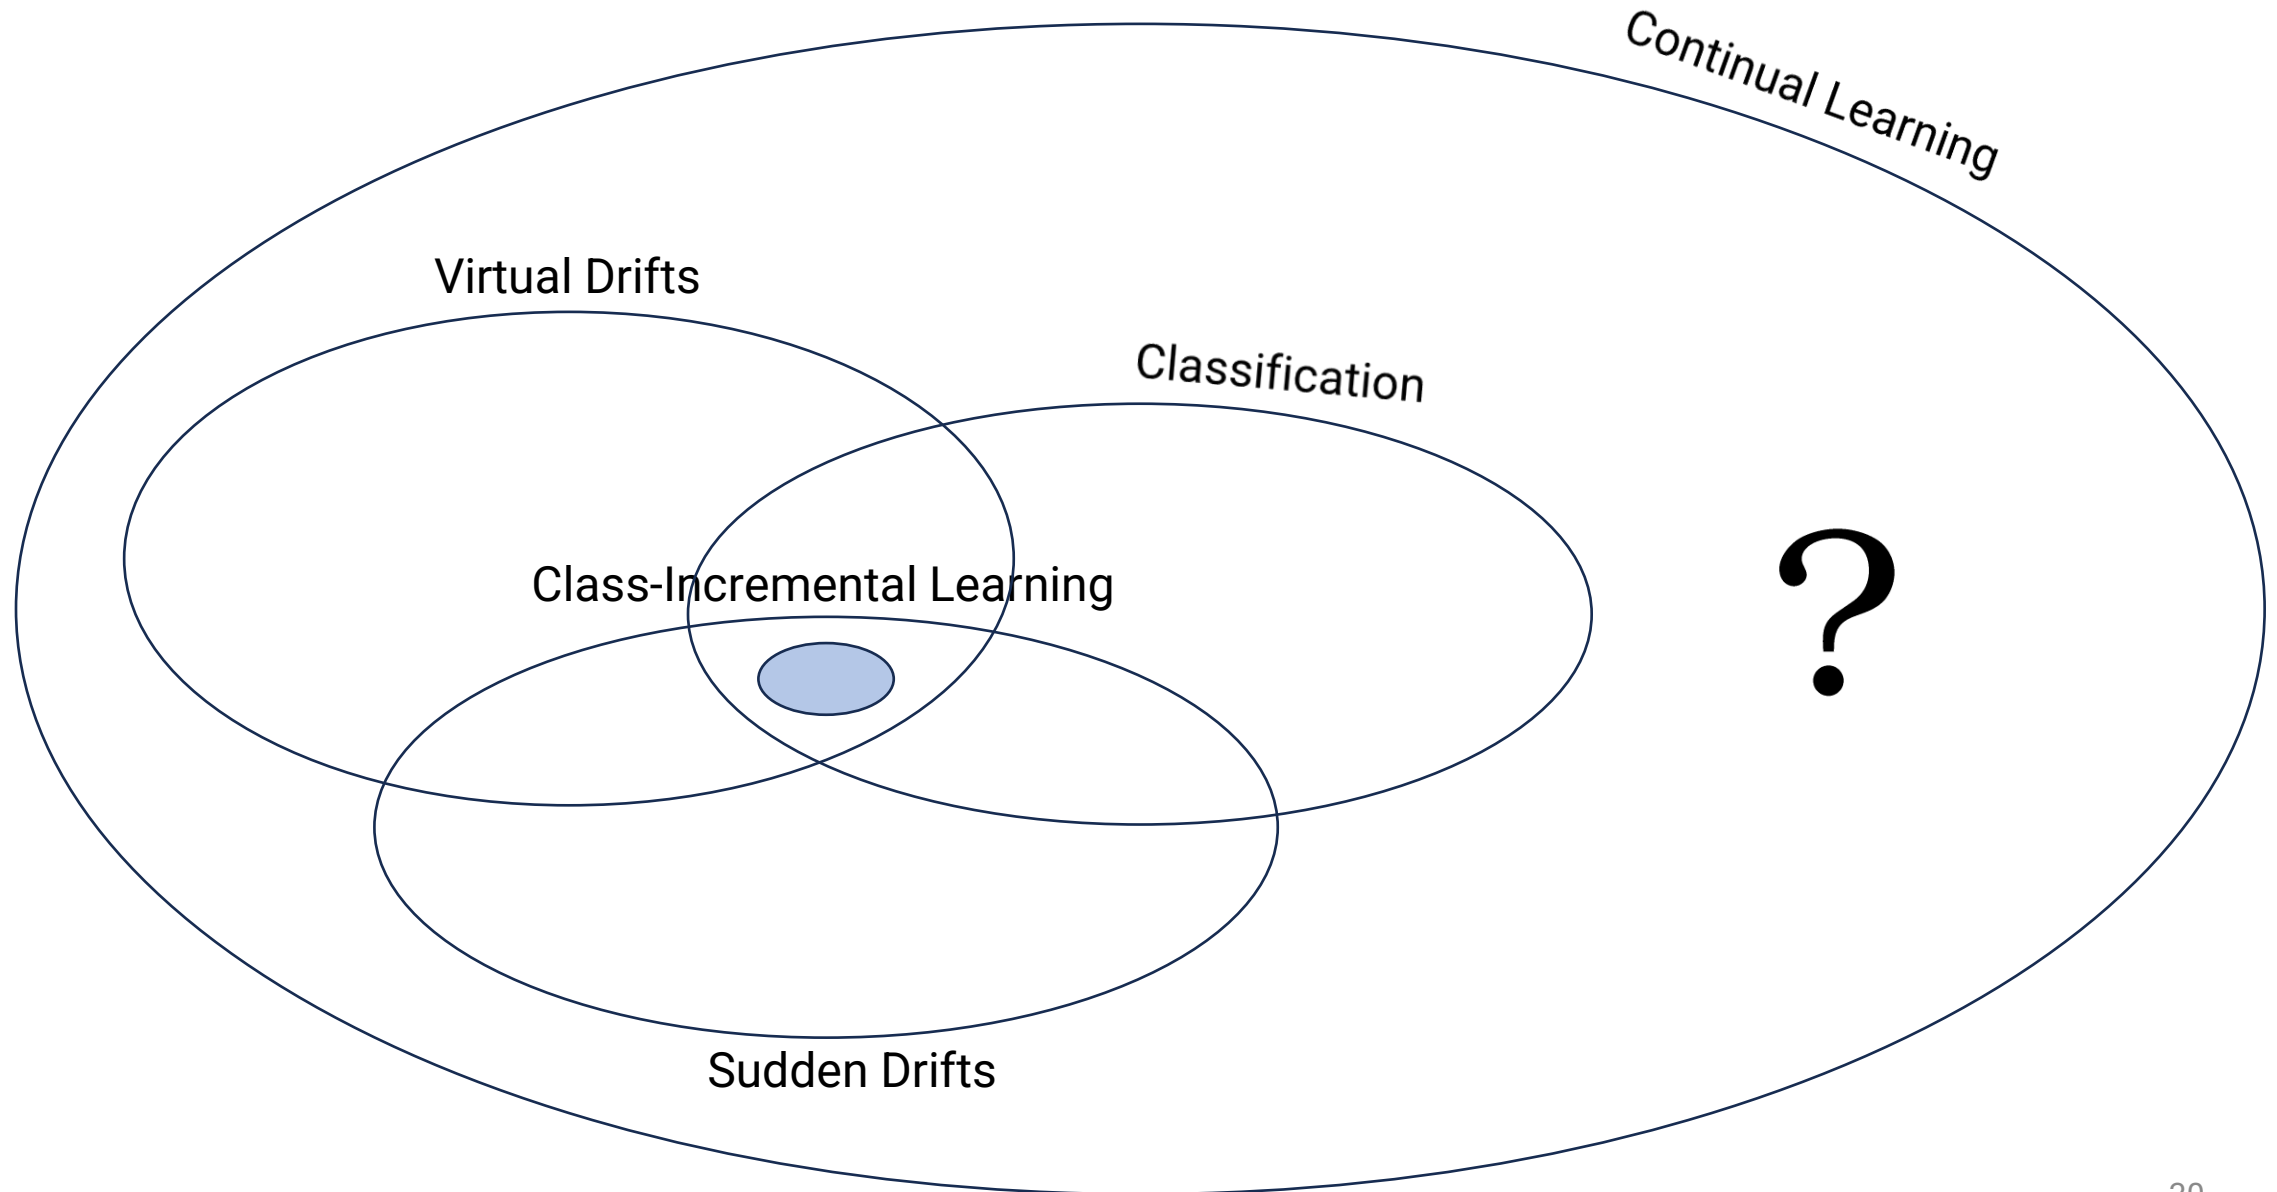 Continual Learning
Virtual Drifts
Classification
Class-Incremental Learning
?
Sudden Drifts